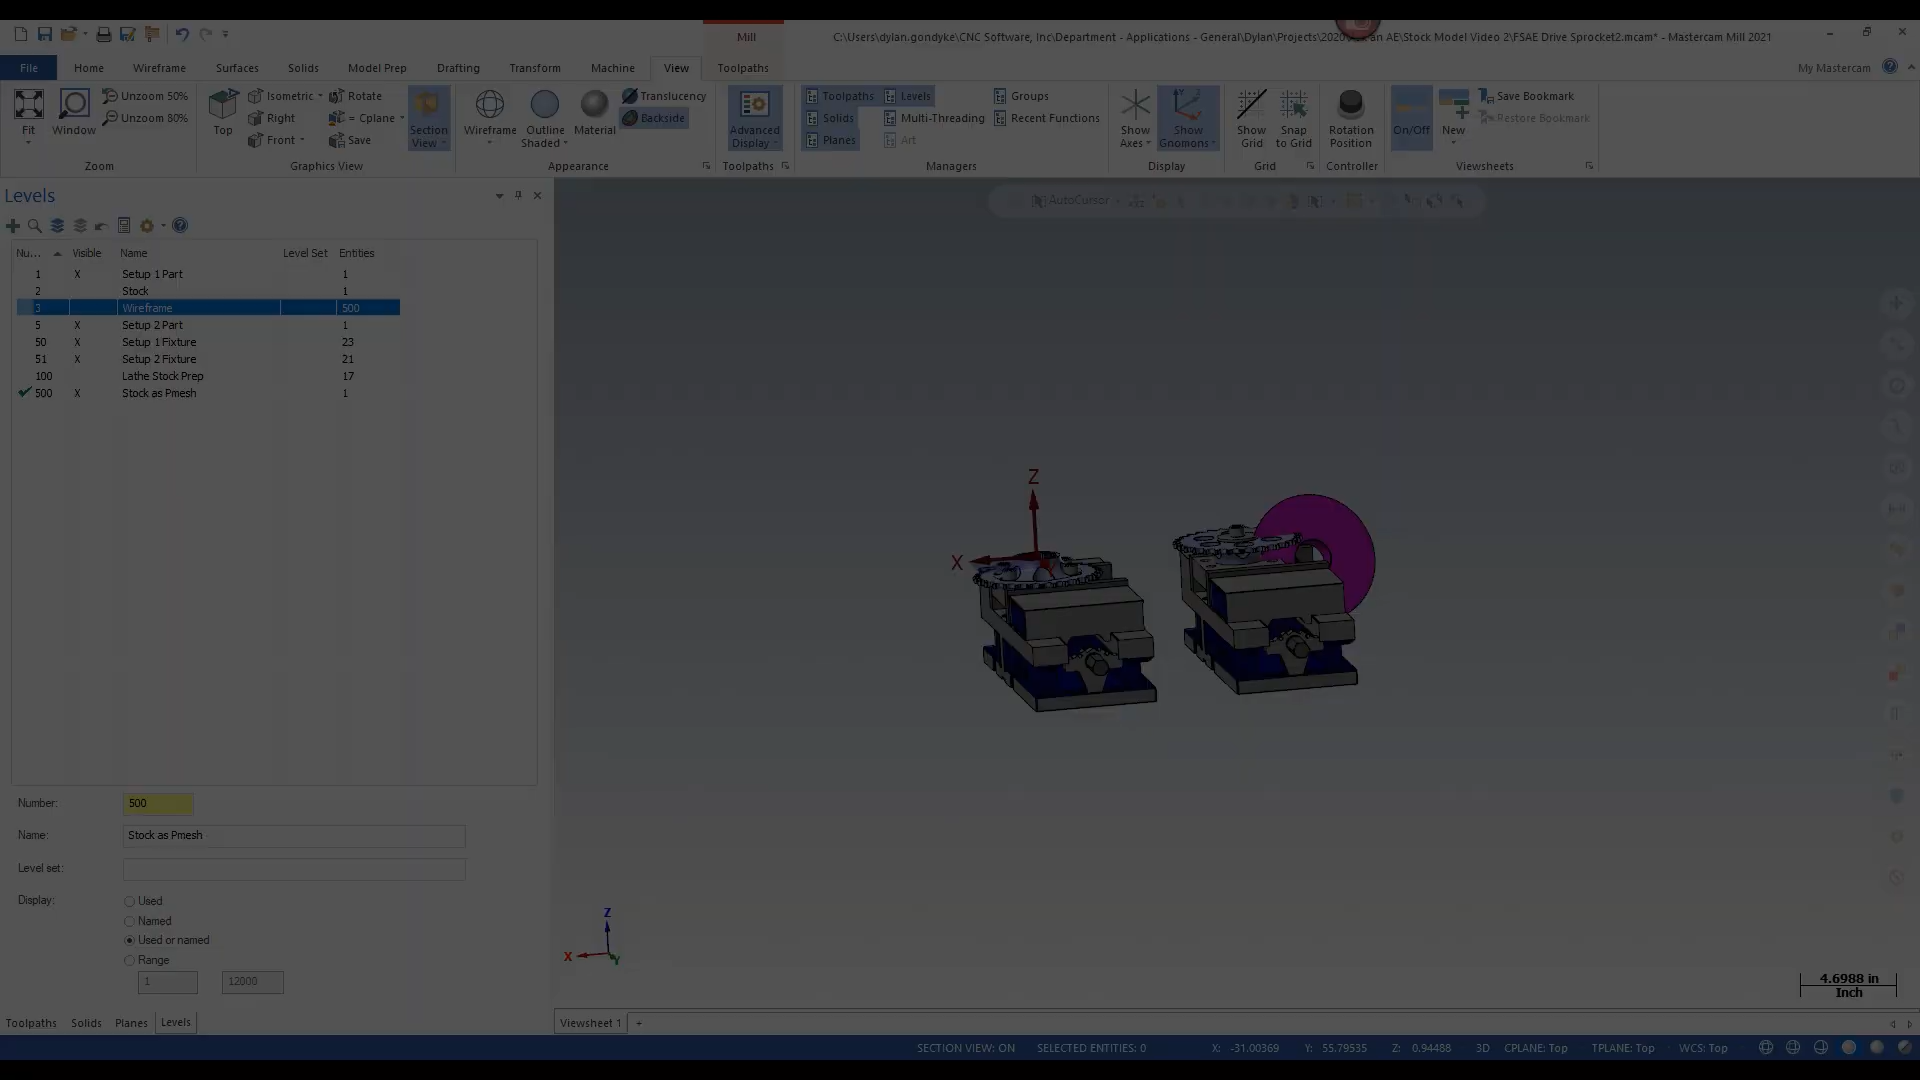 Mill
C:\Users\dylan.gondyke\CNC Software, Inc\Department - Applications - General\Dylan\Projects\2020\ an AE\Stock Model Video 2\FSAE Drive Sprocket2.mcam* - Mastercam Mill 2021
File Home Wireframe Surfaces Solids Model Prep Drafting Transform Machine View Toolpaths My Mastercam
Unzoom 50% Isometric Rotate Translucency Toolpaths Levels Groups Save Bookmark
Unzoom 80% Right = Cplane Backside Solids Multi-Threading Recent Functions Restore Bookmark
Fit Window Top Front Save Section View Wireframe Outline Shaded Material Advanced Display Planes Art Show Axes Show Gnomons Show Grid Snap to Grid Rotation Position On/Off New
Zoom Graphics View Appearance Toolpaths Managers Display Grid Controller Viewsheets
Levels
AutoCursor
Nu... Visible Name Level Set Entities
1 X Setup 1 Part 1
2 Stock 1
3 Wireframe 500
5 X Setup 2 Part 1
50 X Setup 1 Fixture 23
51 X Setup 2 Fixture 21
100 Lathe Stock Prep 17
500 X Stock as Pmesh 1
Z
X
Number: 500
Name: Stock as Pmesh
Level set:
Display: Used
Named
Used or named
Range
1 12000
Z
X Y
4.6988 in
Inch
Toolpaths Solids Planes Levels Viewsheet 1 +
SECTION VIEW: ON SELECTED ENTITIES: 0 X: -31.00369 Y: 55.79535 Z: 0.94488 3D CPLANE: Top TPLANE: Top WCS: Top